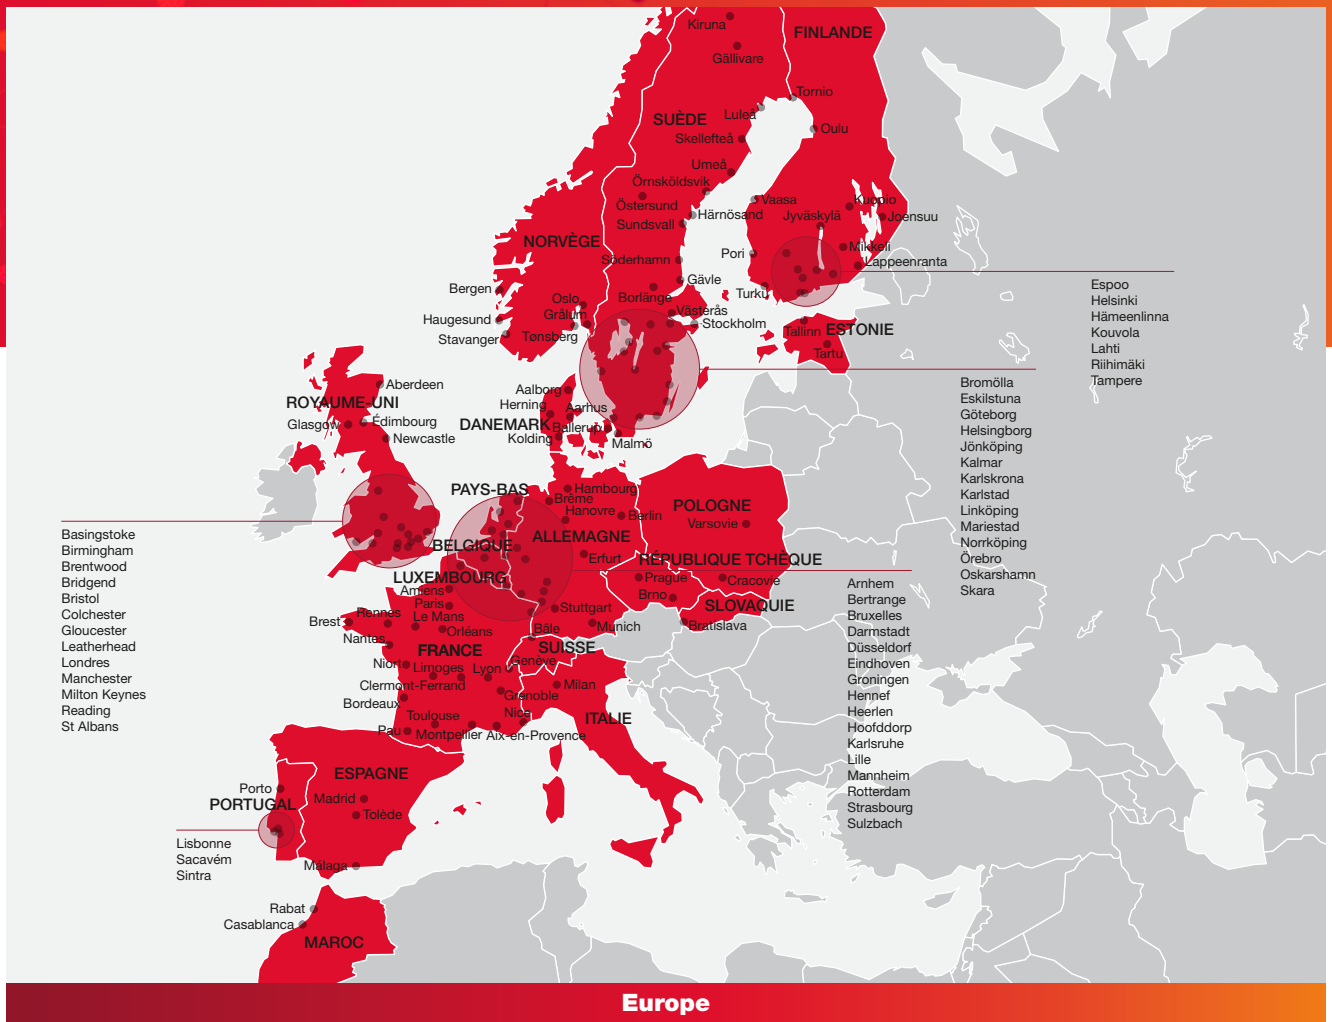 Kiruna
FINLANDE
Gällivare
Tornio
Luleå
SUÈDE
Oulu
Skellefteå
Umeå
Örnsköldsvik
Östersund
Vaasa
Kuopio
Härnösand
Jyväskylä
Joensuu
Sundsvall
NORVÈGE
Mikkeli
Pori
Söderhamn
Lappeenranta
Gävle
Bergen
Turku
Borlänge
Oslo
Västerås
Grålum
Haugesund
Stockholm
Tallinn
ESTONIE
Stavanger
Tønsberg
Tartu
Espoo
Helsinki
Hämeenlinna
Kouvola
Lahti
Riihimäki
Tampere
Aberdeen
Aalborg
ROYAUME-UNI
Herning
Aarhus
Édimbourg
Glasgow
DANEMARK
Ballerup
Newcastle
Kolding
Malmö
Bromölla
Eskilstuna
Göteborg
Helsingborg
Jönköping
Kalmar
Karlskrona
Karlstad
Linköping
Mariestad
Norrköping
Örebro
Oskarshamn
Skara
PAYS-BAS
Hambourg
Brême
Hanovre
Berlin
POLOGNE
Varsovie
ALLEMAGNE
BELGIQUE
Erfurt
RÉPUBLIQUE TCHÈQUE
LUXEMBOURG
Prague
Cracovie
Amiens
Brno
Paris
SLOVAQUIE
Stuttgart
Rennes
Le Mans
Brest
Orléans
Bâle
Munich
Bratislava
Nantes
FRANCE
SUISSE
Genève
Niort
Limoges
Lyon
Clermont-Ferrand
Milan
Grenoble
Bordeaux
Nice
Toulouse
ITALIE
Pau
Montpellier
Aix-en-Provence
Basingstoke
Birmingham
Brentwood
Bridgend
Bristol
Colchester
Gloucester
Leatherhead
Londres
Manchester
Milton Keynes
Reading
St Albans
Arnhem
Bertrange
Bruxelles
Darmstadt
Düsseldorf
Eindhoven
Groningen
Hennef
Heerlen
Hoofddorp
Karlsruhe
Lille
Mannheim
Rotterdam
Strasbourg
Sulzbach
ESPAGNE
Porto
Madrid
PORTUGAL
Tolède
Lisbonne
Sacavém
Sintra
Málaga
Rabat
Casablanca
MAROC
Europe